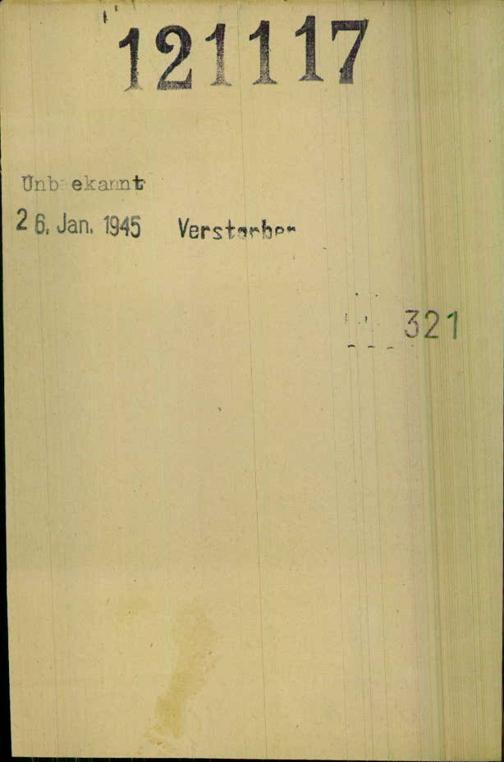 121117
Unbekannt
26. Jan. 1945 Verstorben
321